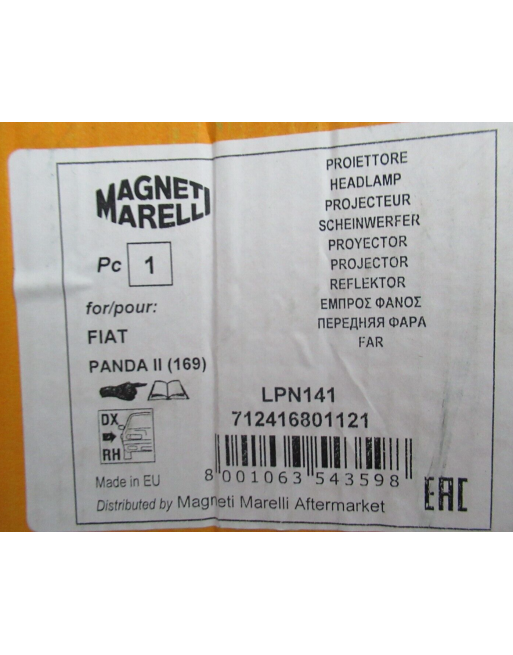 MAGNETI
MARELLI
Pc 1
for/pour:
FIAT
PANDA II (169)
DX
RH
Made in EU
Distributed by Magneti Marelli Aftermarket
PROIETTORE
HEADLAMP
PROJECTEUR
SCHEINWERFER
PROYECTOR
PROJECTOR
REFLEKTOR
ΕΜΠΡΟΣ ΦΑΝΟΣ
ПЕРЕДНЯЯ ФАРА
FAR
LPN141
712416801121
8 001063 543598
EAC